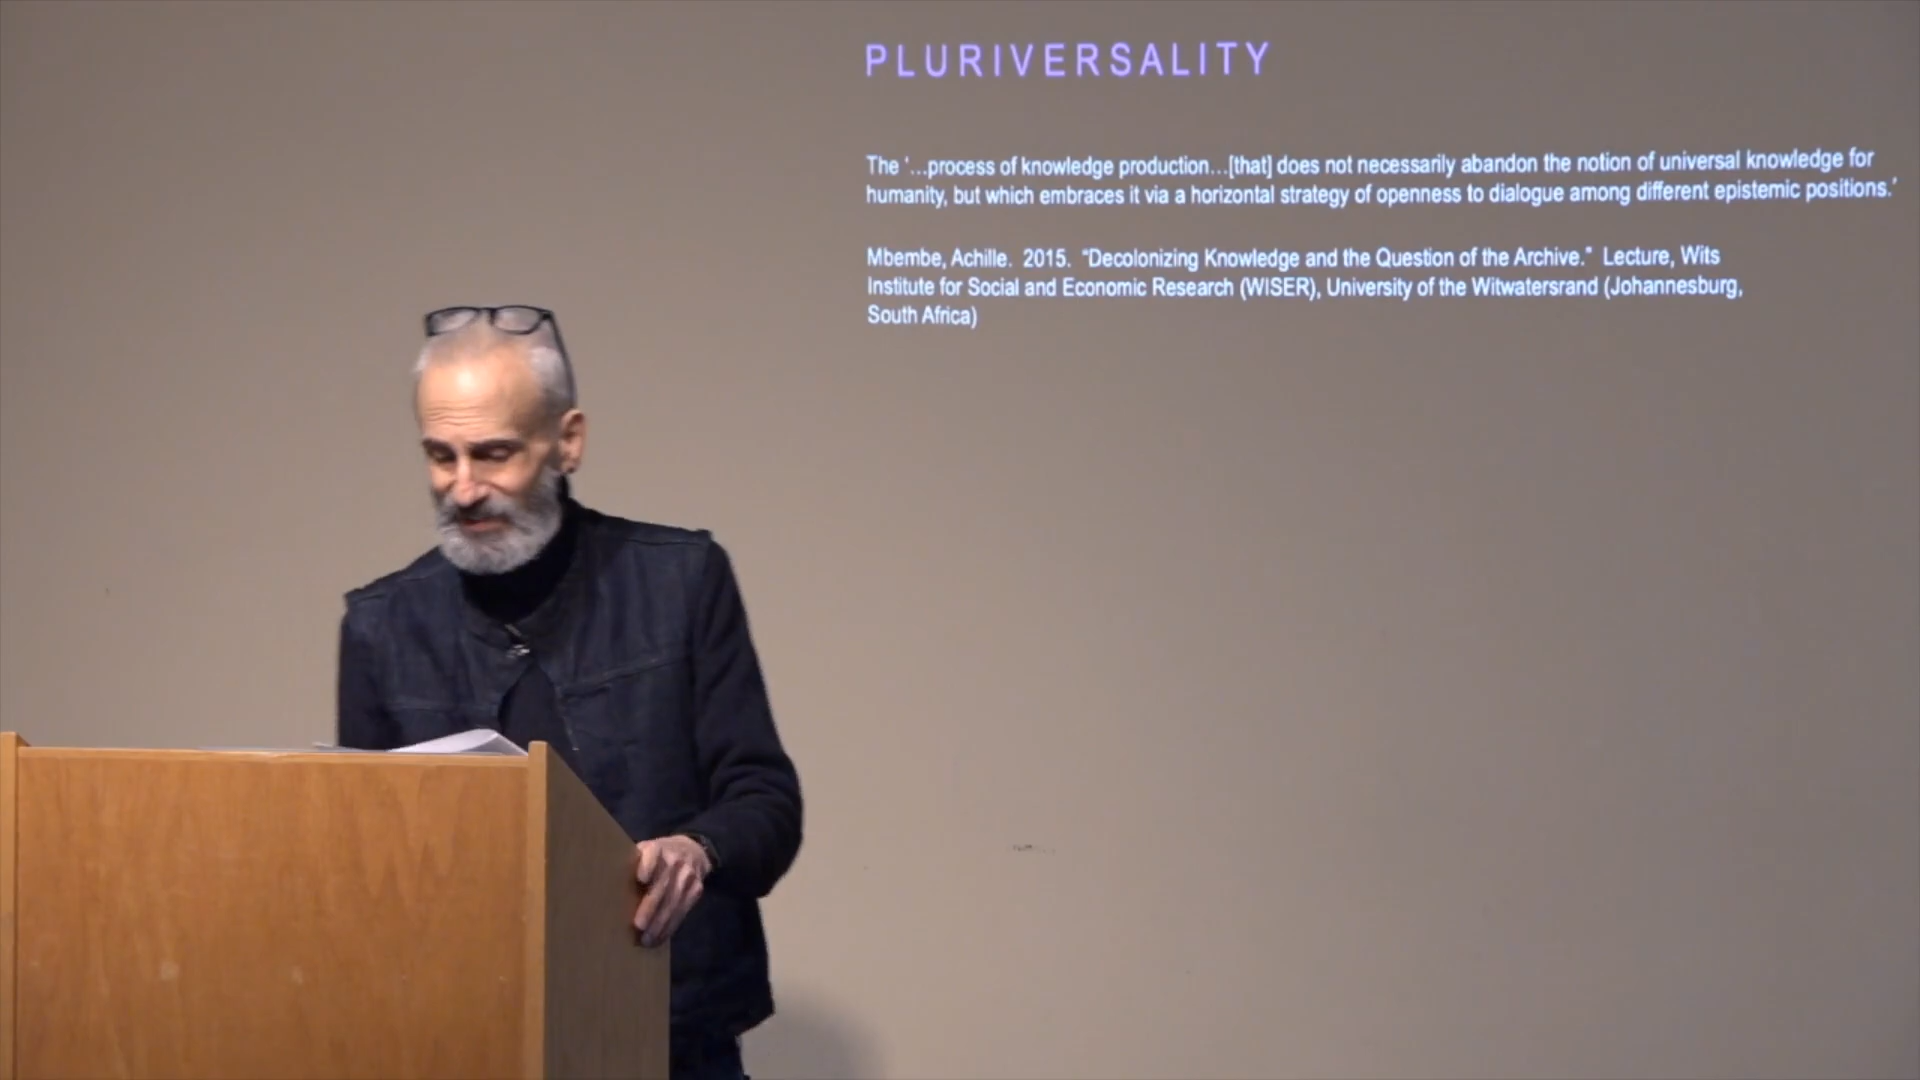 PLURIVERSALITY
The ‘...process of knowledge production...[that] does not necessarily abandon the notion of universal knowledge for
humanity, but which embraces it via a horizontal strategy of openness to dialogue among different epistemic positions.’
Mbembe, Achille. 2015. “Decolonizing Knowledge and the Question of the Archive.” Lecture, Wits
Institute for Social and Economic Research (WISER), University of the Witwatersrand (Johannesburg,
South Africa)